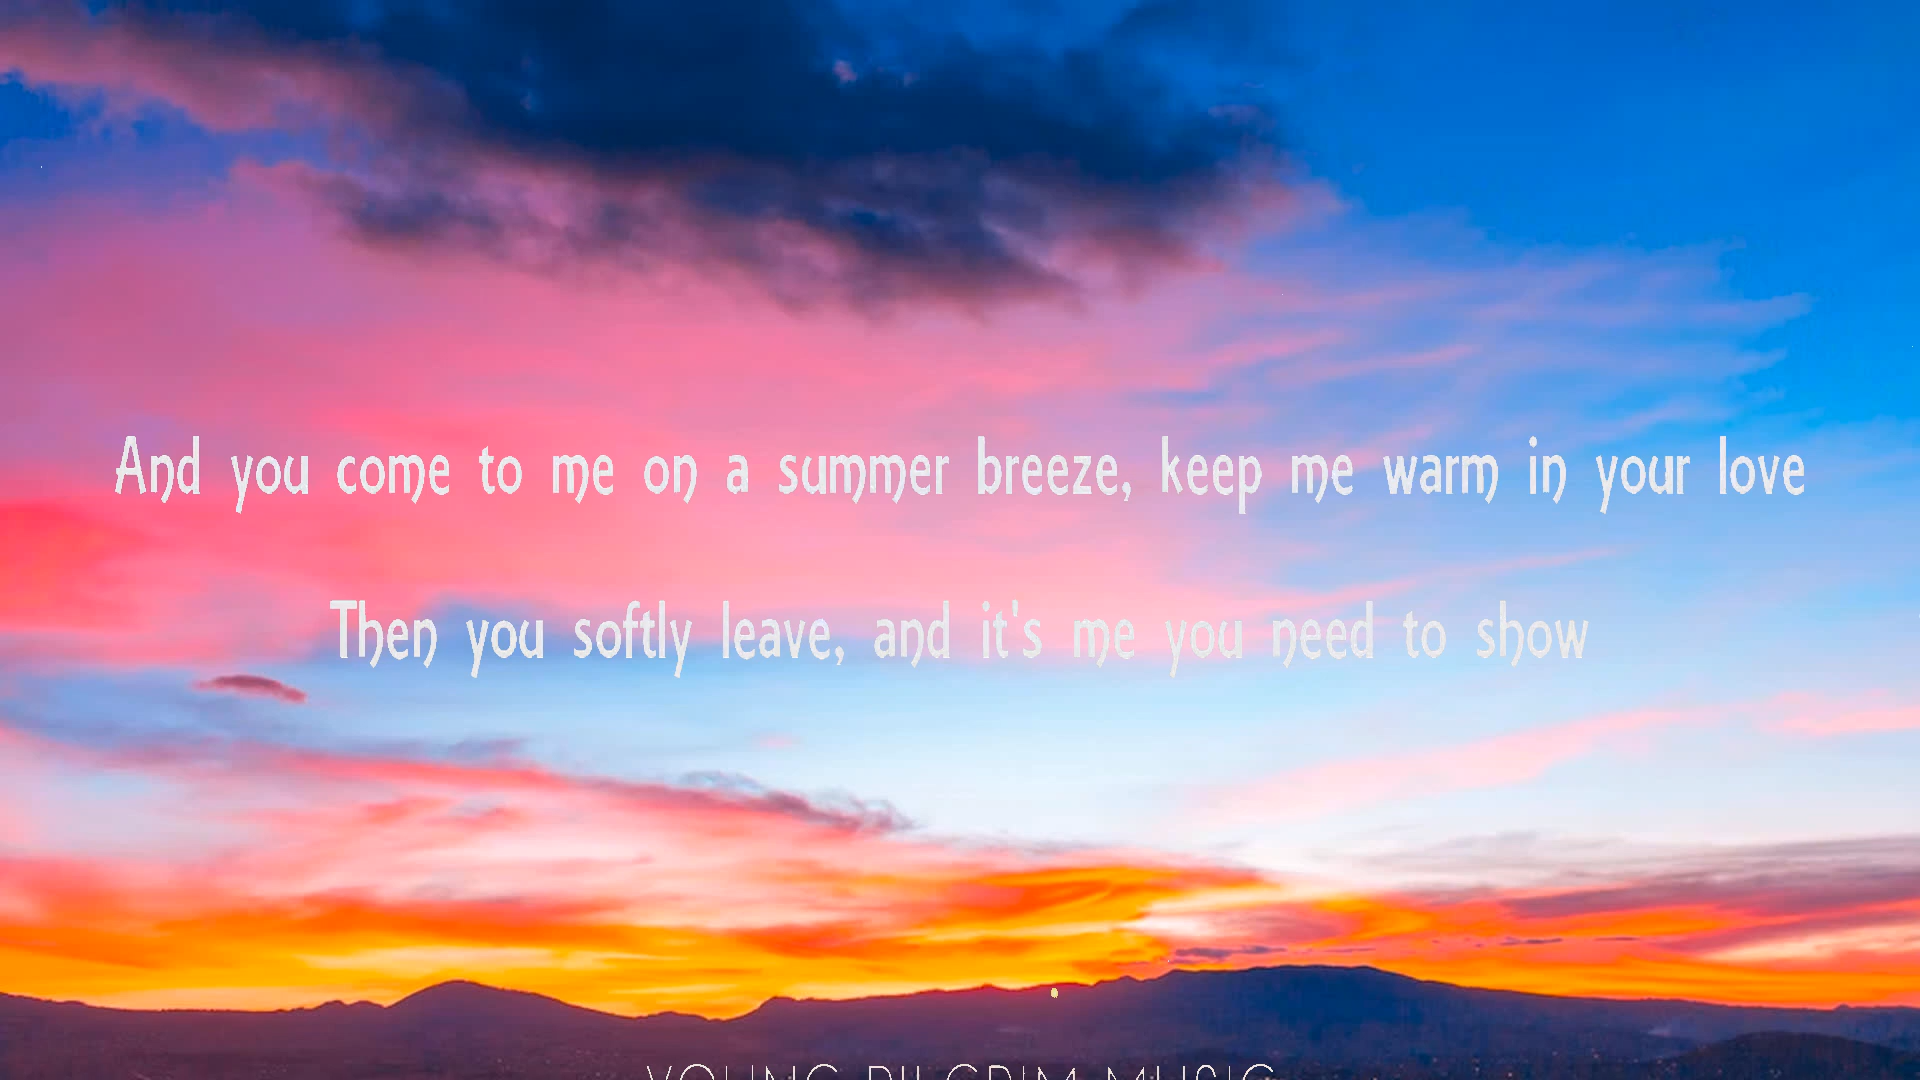 And you come to me on a summer breeze, keep me warm in your love
Then you softly leave, and it's me you need to show
YOUNG PILGRIM MUSIC